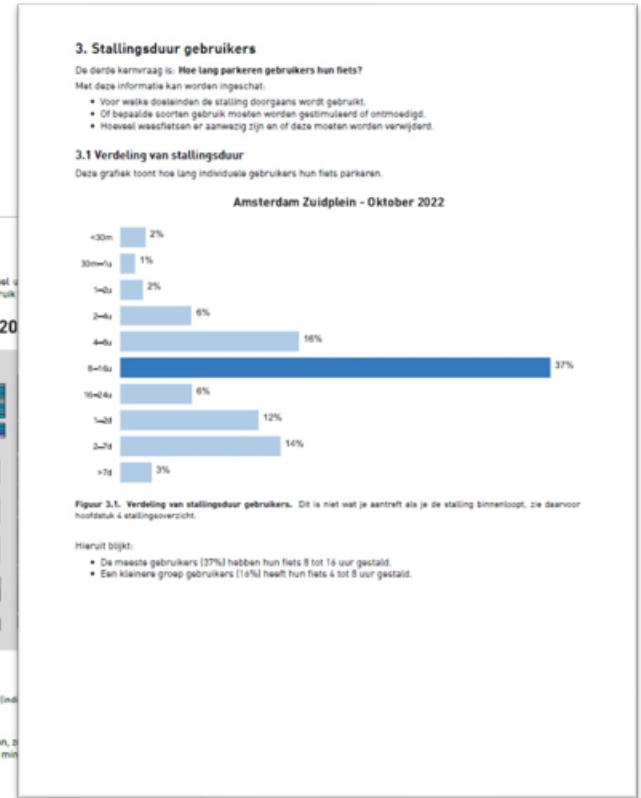 3. Stallingsduur gebruikers
De derde kernvraag is: Hoe lang parkeren gebruikers hun fiets?
Met deze informatie kan worden ingeschat:
• Voor welke doeleinden de stalling doorgaans wordt gebruikt.
• Of bepaalde soorten gebruik moeten worden gestimuleerd of ontmoedigd.
• Hoeveel weesfietsen er aanwezig zijn en of deze moeten worden verwijderd.
3.1 Verdeling van stallingsduur
Deze grafiek toont hoe lang individuele gebruikers hun fiets parkeren.
Amsterdam Zuidplein - Oktober 2022
<30m 2%
30m–1u 1%
1–2u 2%
2–4u 6%
4–8u 16%
8–16u 37%
16–24u 6%
1–2d 12%
2–7d 14%
>7d 3%
Figuur 3.1. Verdeling van stallingsduur gebruikers. Dit is niet wat je aantreft als je de stalling binnenloopt, zie daarvoor
hoofdstuk 4 stallingsoverzicht.
Hieruit blijkt:
• De meeste gebruikers (37%) hebben hun fiets 8 tot 16 uur gestald.
• Een kleinere groep gebruikers (16%) heeft hun fiets 4 tot 8 uur gestald.
20